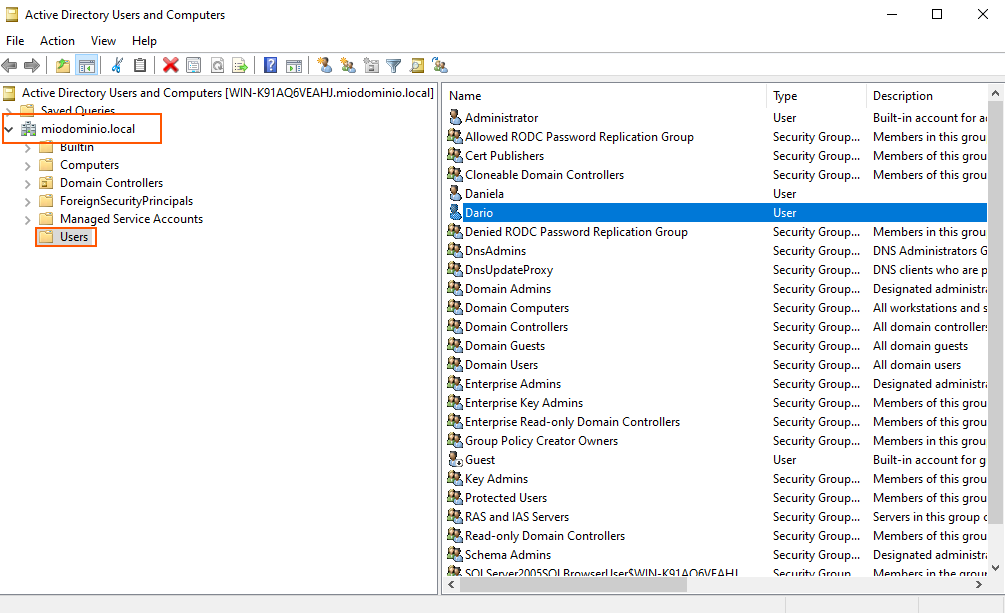 Active Directory Users and Computers
File Action View Help
Active Directory Users and Computers [WIN-K91AQ6VEAHJ.miodominio.local]
Saved Queries
miodominio.local
Builtin
Computers
Domain Controllers
ForeignSecurityPrincipals
Managed Service Accounts
Users
Name Type Description
Administrator User Built-in account for ad
Allowed RODC Password Replication Group Security Group... Members in this grou
Cert Publishers Security Group... Members of this grou
Cloneable Domain Controllers Security Group... Members of this grou
Daniela User
Dario User
Denied RODC Password Replication Group Security Group... Members in this grou
DnsAdmins Security Group... DNS Administrators G
DnsUpdateProxy Security Group... DNS clients who are p
Domain Admins Security Group... Designated administra
Domain Computers Security Group... All workstations and s
Domain Controllers Security Group... All domain controllers
Domain Guests Security Group... All domain guests
Domain Users Security Group... All domain users
Enterprise Admins Security Group... Designated administra
Enterprise Key Admins Security Group... Members of this grou
Enterprise Read-only Domain Controllers Security Group... Members of this grou
Group Policy Creator Owners Security Group... Members in this grou
Guest User Built-in account for g
Key Admins Security Group... Members of this grou
Protected Users Security Group... Members of this grou
RAS and IAS Servers Security Group... Servers in this group c
Read-only Domain Controllers Security Group... Members of this grou
Schema Admins Security Group... Designated administra
SQLServer2005SQLBrowserUser$WIN-K91AQ6VEAHJ Security Group... Members in the group